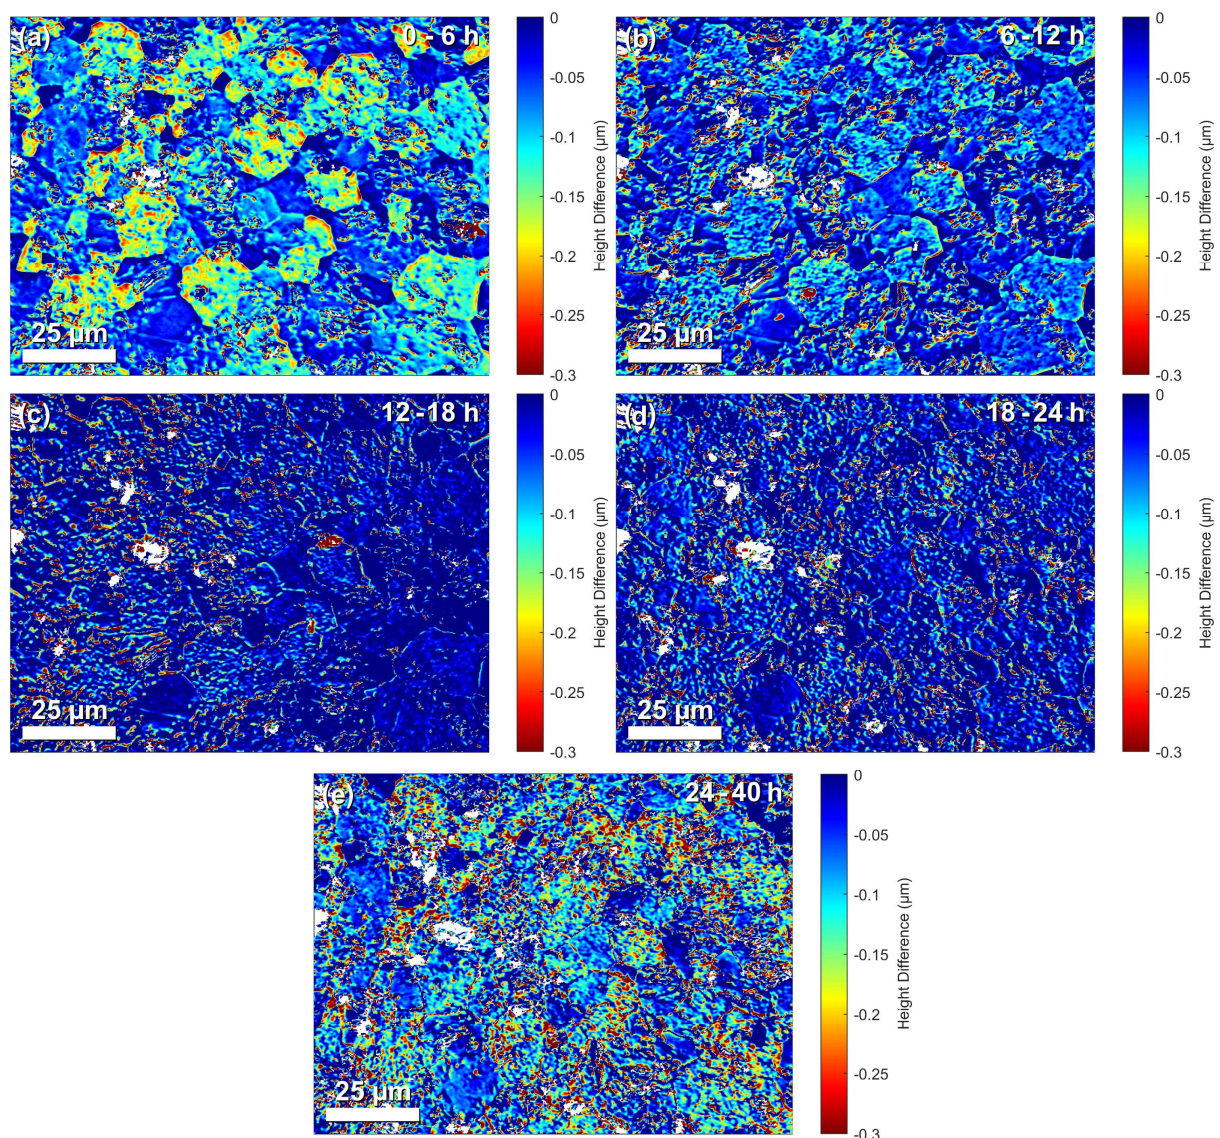 (a)
0 - 6 h
25 μm
0
-0.05
-0.1
-0.15
-0.2
-0.25
-0.3
Height Difference (μm)
(b)
6 -12 h
25 μm
0
-0.05
-0.1
-0.15
-0.2
-0.25
-0.3
Height Difference (μm)
(c)
12 -18 h
25 μm
0
-0.05
-0.1
-0.15
-0.2
-0.25
-0.3
Height Difference (μm)
(d)
18 -24 h
25 μm
0
-0.05
-0.1
-0.15
-0.2
-0.25
-0.3
Height Difference (μm)
(e)
24 -40 h
25 μm
0
-0.05
-0.1
-0.15
-0.2
-0.25
-0.3
Height Difference (μm)